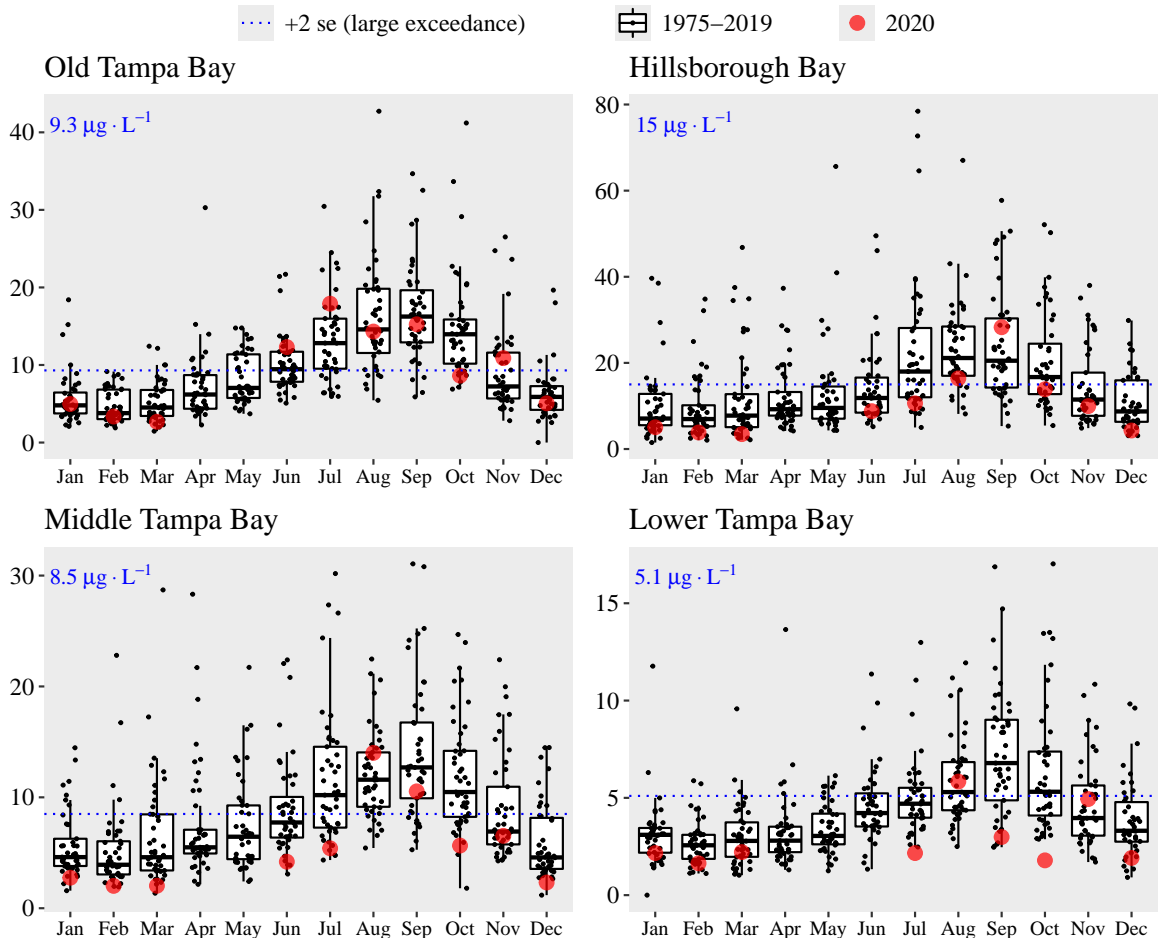 +2 se (large exceedance) 1975–2019 2020
Old Tampa Bay
9.3 μg · L⁻¹
40
30
20
10
0
Jan Feb Mar Apr May Jun Jul Aug Sep Oct Nov Dec
Hillsborough Bay
15 μg · L⁻¹
80
60
40
20
0
Jan Feb Mar Apr May Jun Jul Aug Sep Oct Nov Dec
Middle Tampa Bay
8.5 μg · L⁻¹
30
20
10
0
Jan Feb Mar Apr May Jun Jul Aug Sep Oct Nov Dec
Lower Tampa Bay
5.1 μg · L⁻¹
15
10
5
0
Jan Feb Mar Apr May Jun Jul Aug Sep Oct Nov Dec